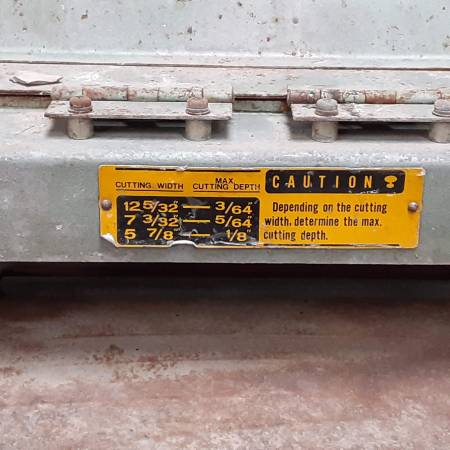 CUTTING WIDTH MAX. CUTTING DEPTH
12 5/32 — 3/64"
7 3/32 — 5/64
5 7/8 — 1/8"
CAUTION
Depending on the cutting
width, determine the max.
cutting depth.